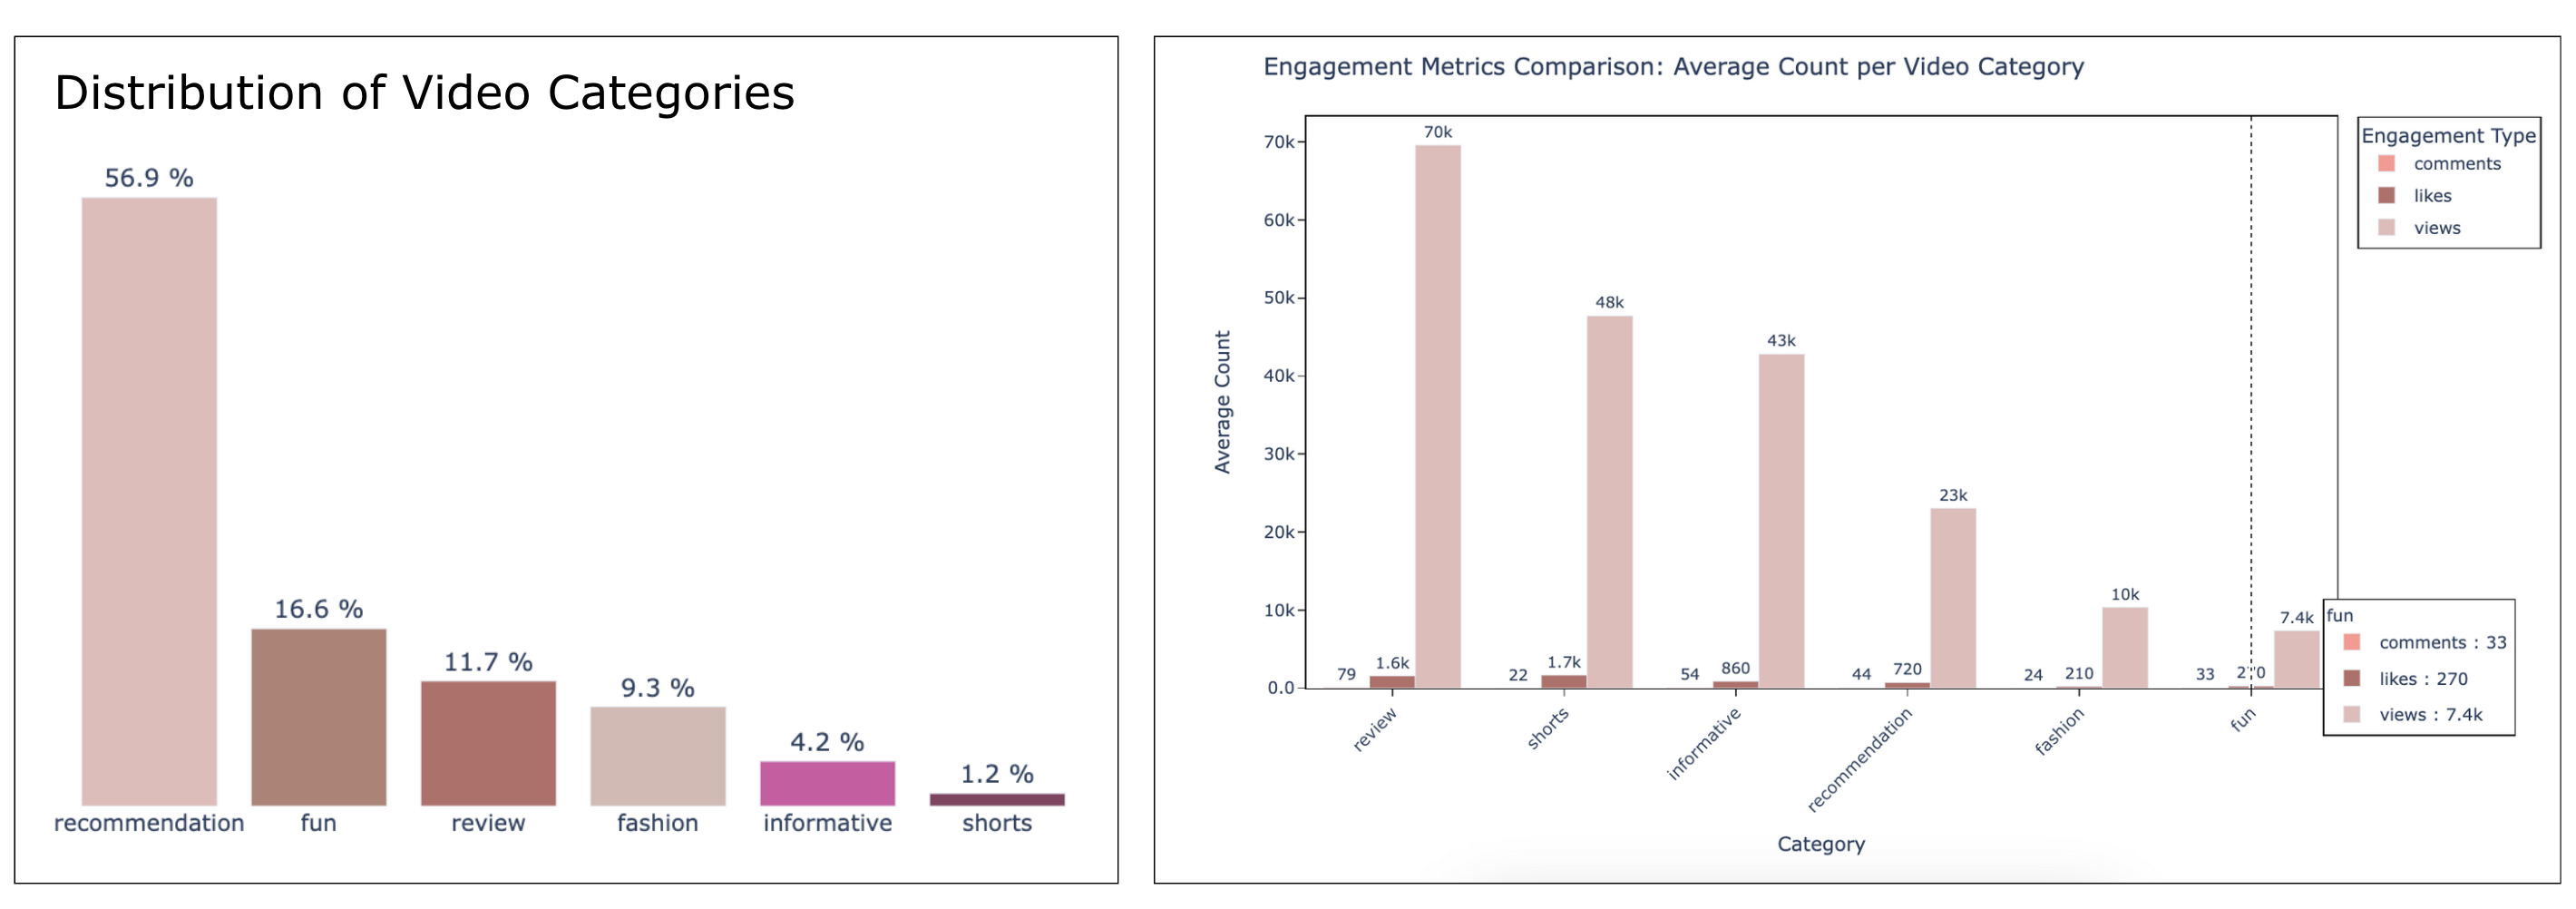 Distribution of Video Categories
56.9 %
16.6 %
11.7 %
9.3 %
4.2 %
1.2 %
recommendation
fun
review
fashion
informative
shorts
Engagement Metrics Comparison: Average Count per Video Category
Engagement Type
comments
likes
views
Average Count
70k
60k
50k
40k
30k
20k
10k
0.0
79
1.6k
70k
22
1.7k
48k
54
860
43k
44
720
23k
24
210
10k
33
270
7.4k
review
shorts
informative
recommendation
fashion
fun
Category
fun
comments : 33
likes : 270
views : 7.4k